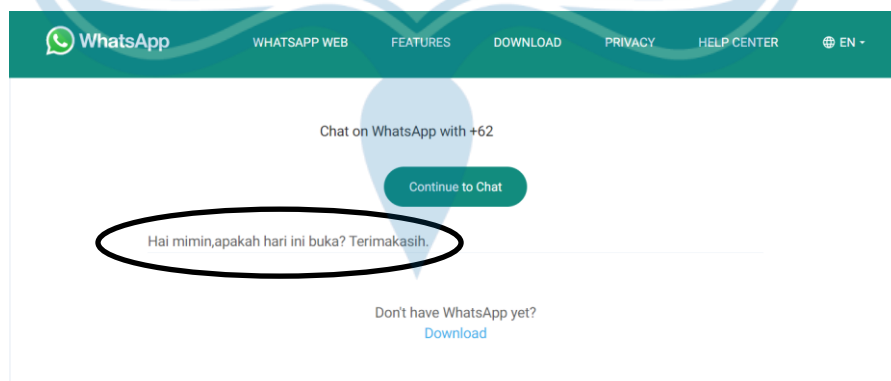 WhatsApp WHATSAPP WEB FEATURES DOWNLOAD PRIVACY HELP CENTER EN
Chat on WhatsApp with +62
Continue to Chat
Hai mimin,apakah hari ini buka? Terimakasih.
Don't have WhatsApp yet?
Download